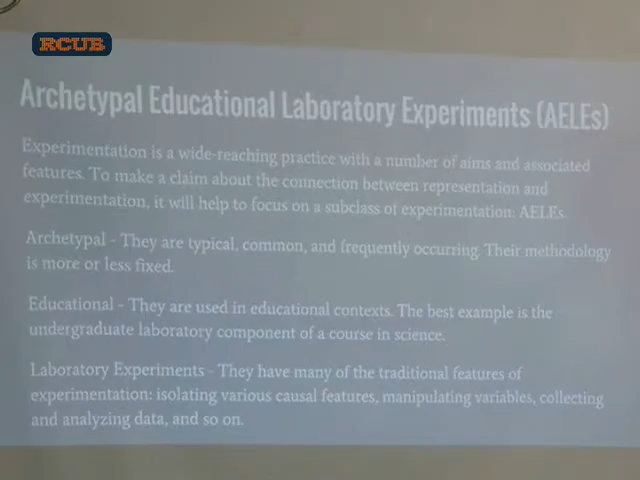 RCUB
Archetypal Educational Laboratory Experiments (AELEs)
Experimentation is a wide-reaching practice with a number of aims and associated
features. To make a claim about the connection between representation and
experimentation, it will help to focus on a subclass of experimentation: AELEs.
Archetypal - They are typical, common, and frequently occurring. Their methodology
is more or less fixed.
Educational - They are used in educational contexts. The best example is the
undergraduate laboratory component of a course in science.
Laboratory Experiments - They have many of the traditional features of
experimentation: isolating various causal features, manipulating variables, collecting
and analyzing data, and so on.